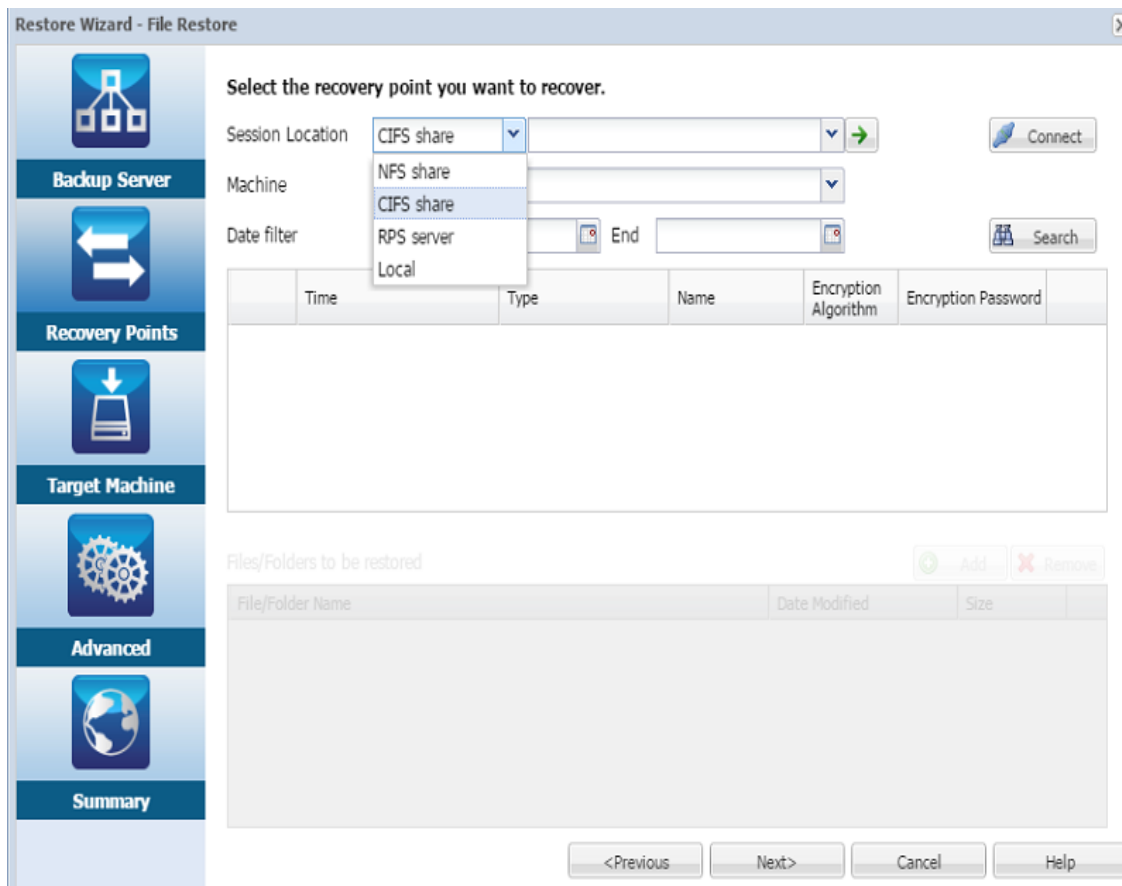 Restore Wizard - File Restore
Backup Server
Recovery Points
Target Machine
Advanced
Summary
Select the recovery point you want to recover.
Session Location CIFS share Connect
NFS share
CIFS share
RPS server
Local
Machine
Date filter End Search
Time Type Name Encryption Algorithm Encryption Password
Files/Folders to be restored Add Remove
File/Folder Name Date Modified Size
<Previous Next> Cancel Help